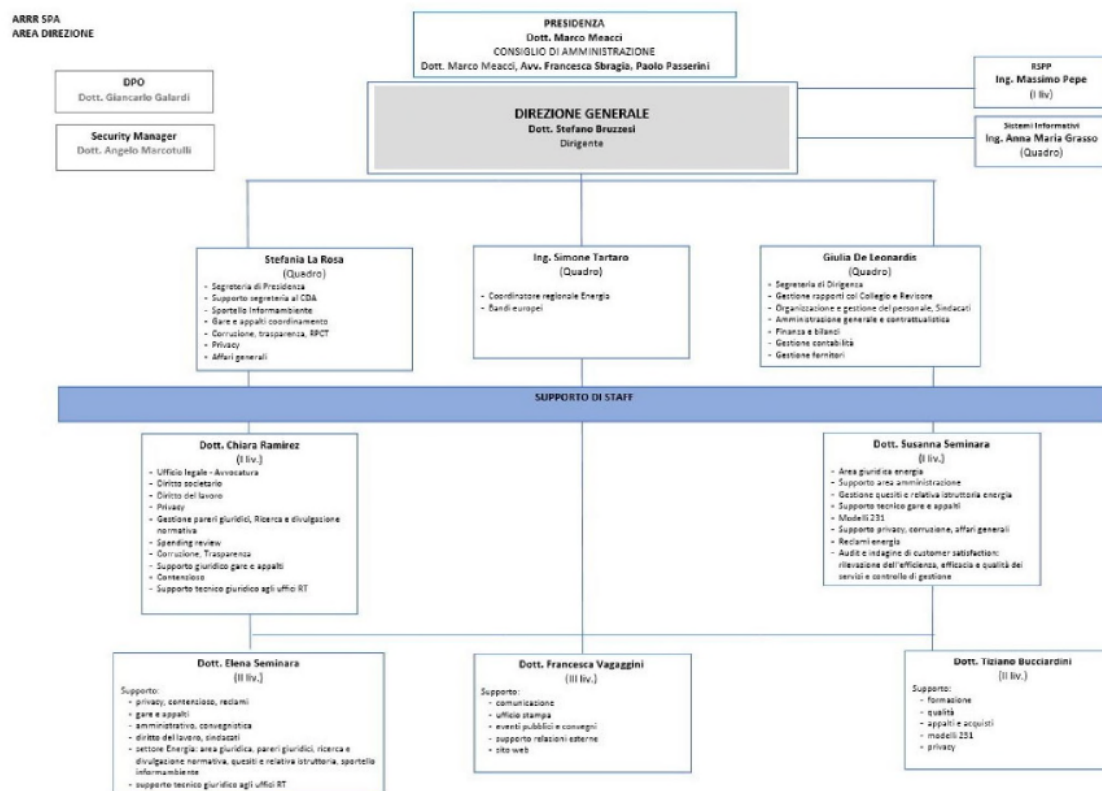 ARRR SPA
AREA DIREZIONE
PRESIDENZA
Dott. Marco Meacci
CONSIGLIO DI AMMINISTRAZIONE
Dott. Marco Meacci, Avv. Francesca Sbragia, Paolo Passerini
DPO
Dott. Giancarlo Galardi
Security Manager
Dott. Angelo Marcotulli
DIREZIONE GENERALE
Dott. Stefano Bruzzesi
Dirigente
RSPP
Ing. Massimo Pepe
(I liv)
Sistemi Informativi
Ing. Anna Maria Grasso
(Quadro)
Stefania La Rosa
(Quadro)
- Segreteria di Presidenza
- Supporto segreteria al CDA
- Sportello Informambiente
- Gare e appalti coordinamento
- Corruzione, trasparenza, RPCT
- Privacy
- Affari generali
Ing. Simone Tartaro
(Quadro)
- Coordinatore regionale Energia
- Bandi europei
Giulia De Leonardis
(Quadro)
- Segreteria di Dirigenza
- Gestione rapporti col Collegio e Revisore
- Organizzazione e gestione del personale, Sindacati
- Amministrazione generale e contrattualistica
- Finanza e bilanci
- Gestione contabilità
- Gestione fornitori
SUPPORTO DI STAFF
Dott. Chiara Ramirez
(I liv.)
- Ufficio legale - Avvocatura
- Diritto societario
- Diritto del lavoro
- Privacy
- Gestione pareri giuridici, Ricerca e divulgazione
normativa
- Spending review
- Corruzione, Trasparenza
- Supporto giuridico gare e appalti
- Contenzioso
- Supporto tecnico giuridico agli uffici RT
Dott. Susanna Seminara
(I liv.)
- Area giuridica energia
- Supporto area amministrazione
- Gestione quesiti e relativa istruttoria energia
- Supporto tecnico gare e appalti
- Modelli 231
- Supporto privacy, corruzione, affari generali
- Reclami energia
- Audit e indagine di customer satisfaction:
rilevazione dell'efficienza, efficacia e qualità dei
servizi e controllo di gestione
Dott. Elena Seminara
(II liv.)
Supporto:
- privacy, contenzioso, reclami
- gare e appalti
- amministrativo, convegnistica
- diritto del lavoro, sindacati
- settore Energia: area giuridica, pareri giuridici, ricerca e
divulgazione normativa, quesiti e relativa istruttoria, sportello
informambiente
- supporto tecnico giuridico agli uffici RT
Dott. Francesca Vagaggini
(III liv.)
Supporto:
- comunicazione
- ufficio stampa
- eventi pubblici e convegni
- supporto relazioni esterne
- sito web
Dott. Tiziano Bucciardini
(II liv.)
Supporto:
- formazione
- qualità
- appalti e acquisti
- modelli 231
- privacy